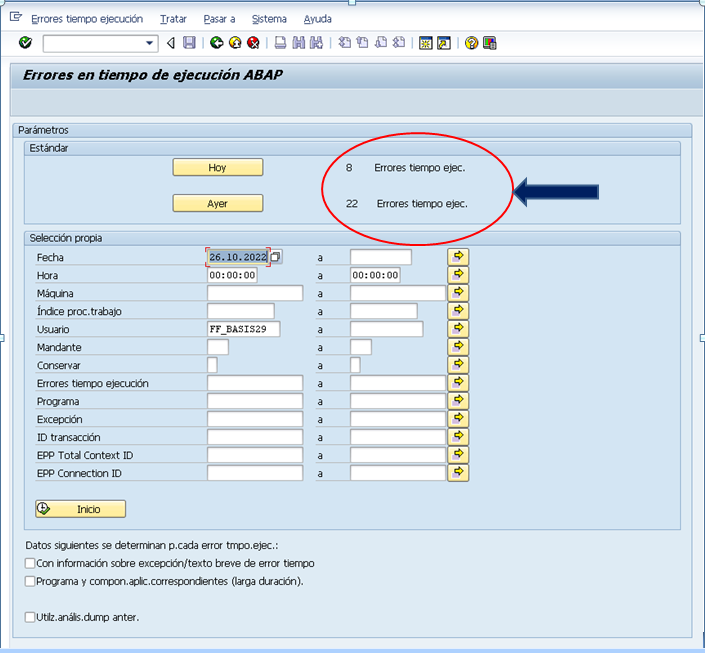 Errores tiempo ejecución Tratar Pasar a Sistema Ayuda
Errores en tiempo de ejecución ABAP
Parámetros
Estándar
Hoy 8 Errores tiempo ejec.
Ayer 22 Errores tiempo ejec.
Selección propia
Fecha 26.10.2022 a
Hora 00:00:00 a 00:00:00
Máquina a
Índice proc.trabajo a
Usuario FF_BASIS29 a
Mandante a
Conservar a
Errores tiempo ejecución a
Programa a
Excepción a
ID transacción a
EPP Total Context ID a
EPP Connection ID a
Inicio
Datos siguientes se determinan p.cada error tmpo.ejec.:
Con información sobre excepción/texto breve de error tiempo
Programa y compon.aplic.correspondientes (larga duración).
Utiliz.anális.dump anter.